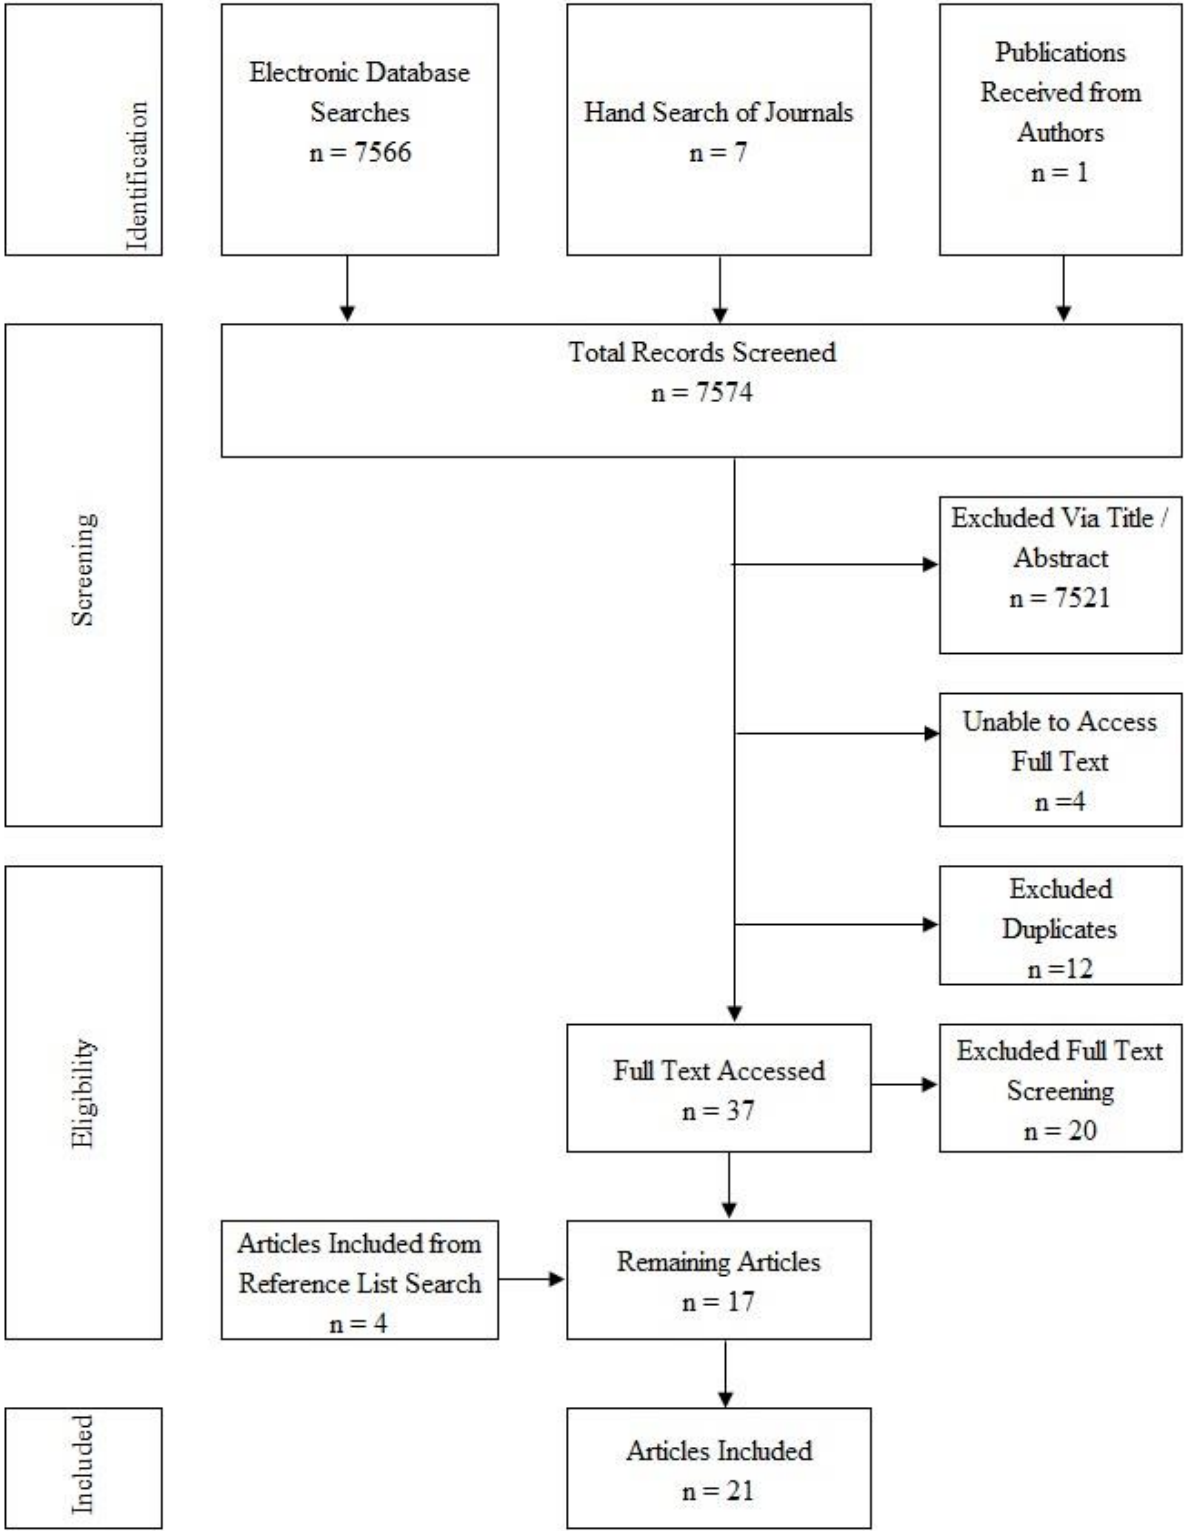 Identification
Electronic Database
Searches
n = 7566
Hand Search of Journals
n = 7
Publications
Received from
Authors
n = 1
Screening
Total Records Screened
n = 7574
Excluded Via Title /
Abstract
n = 7521
Unable to Access
Full Text
n =4
Eligibility
Excluded
Duplicates
n =12
Full Text Accessed
n = 37
Excluded Full Text
Screening
n = 20
Articles Included from
Reference List Search
n = 4
Remaining Articles
n = 17
Included
Articles Included
n = 21